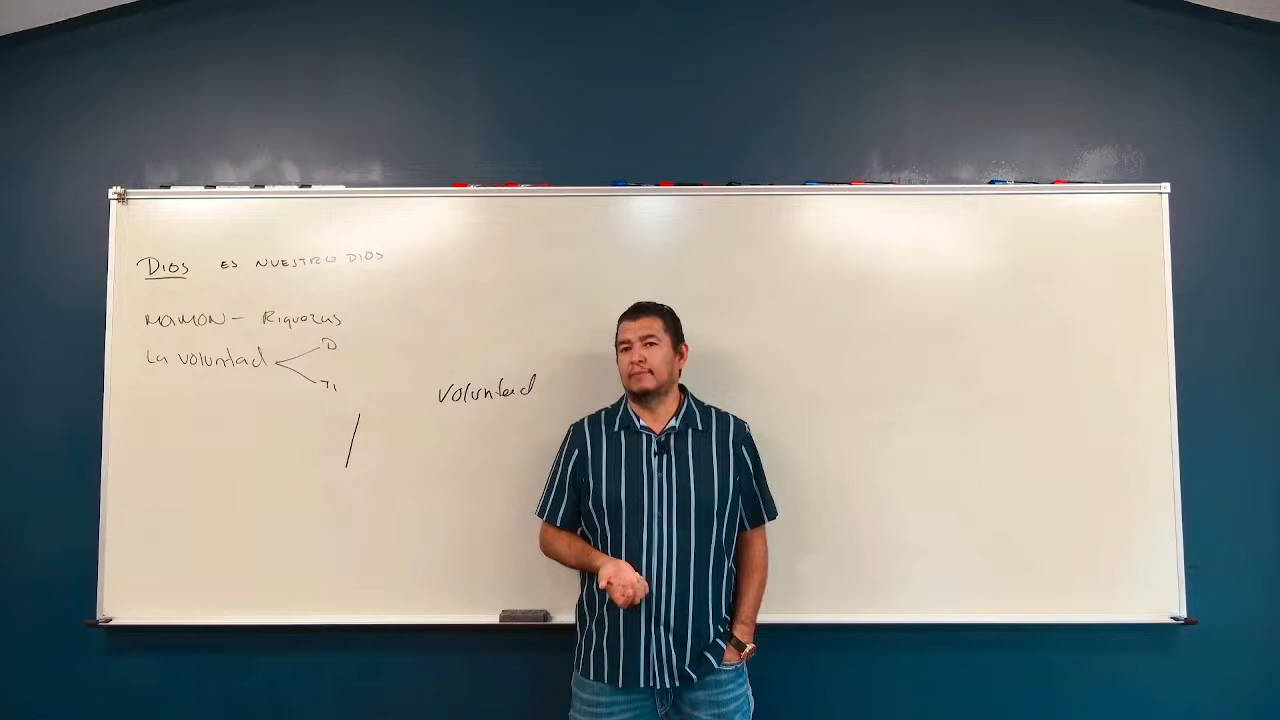 Dios ES NUESTRO DIOS
MAMON - Riquezas
La voluntad
D
voluntad